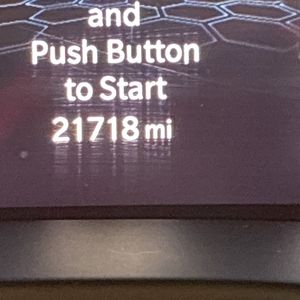 and
Push Button
to Start
21718 mi